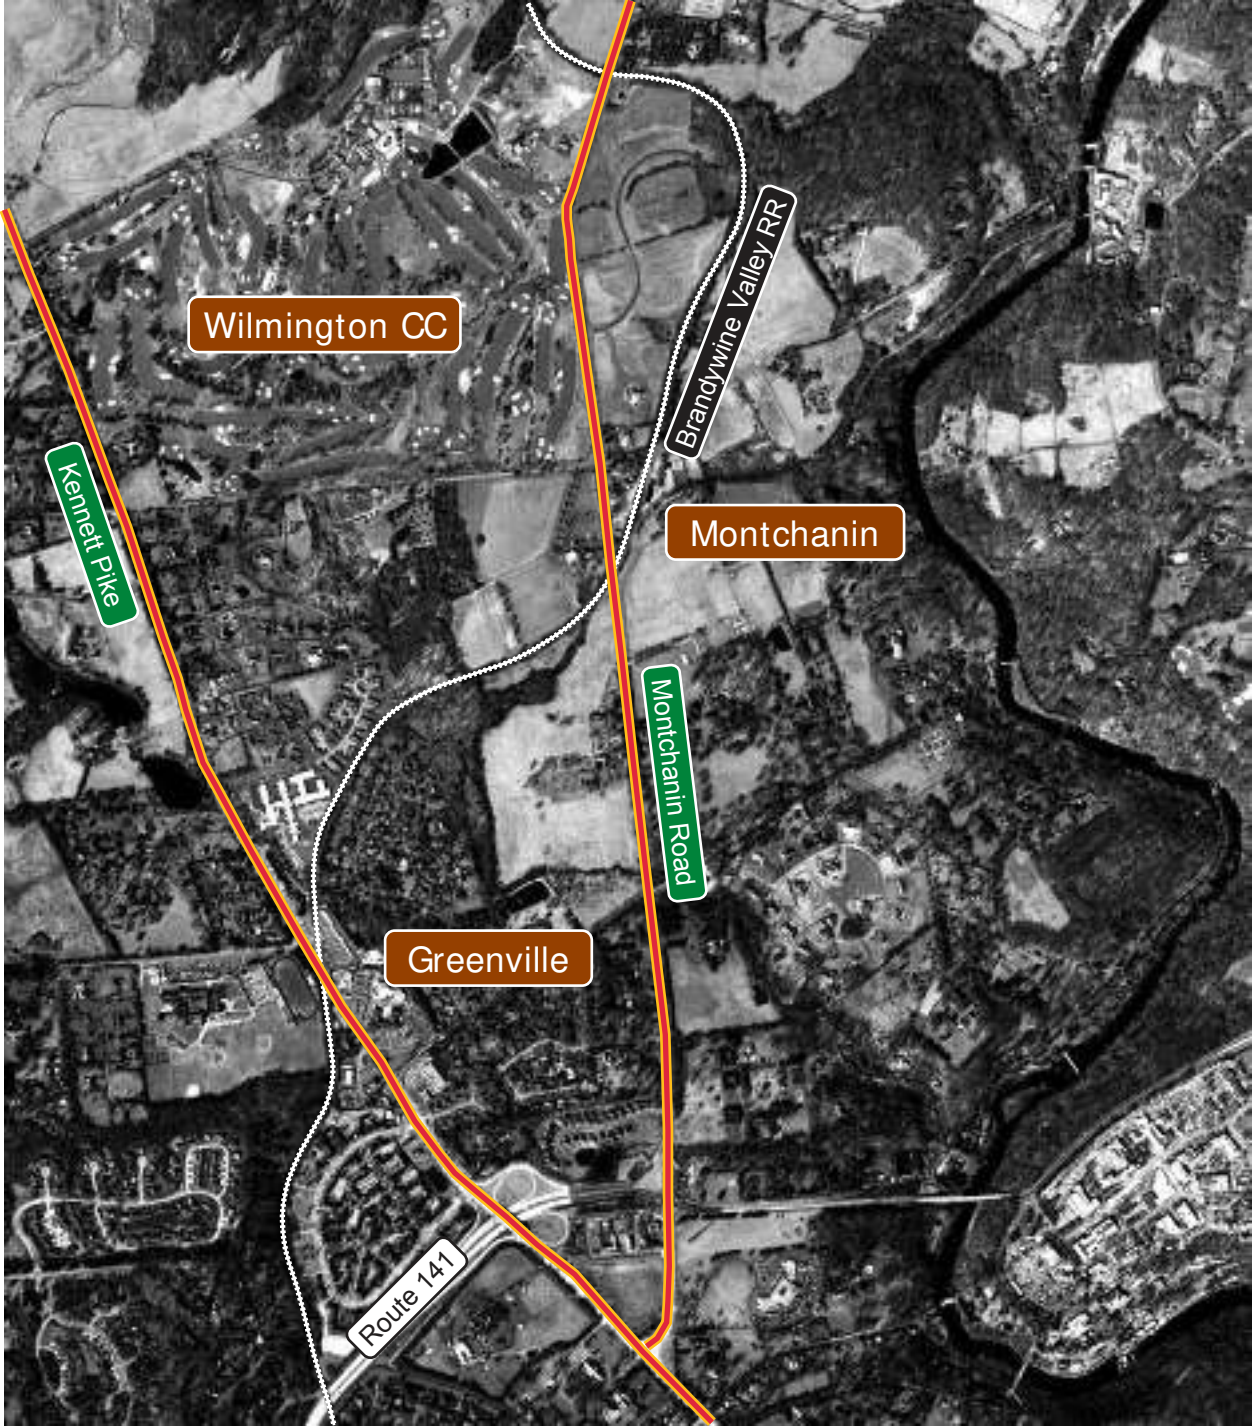 Brandywine Valley RR
Wilmington CC
Kennett Pike
Montchanin
Montchanin Road
Greenville
Route 141